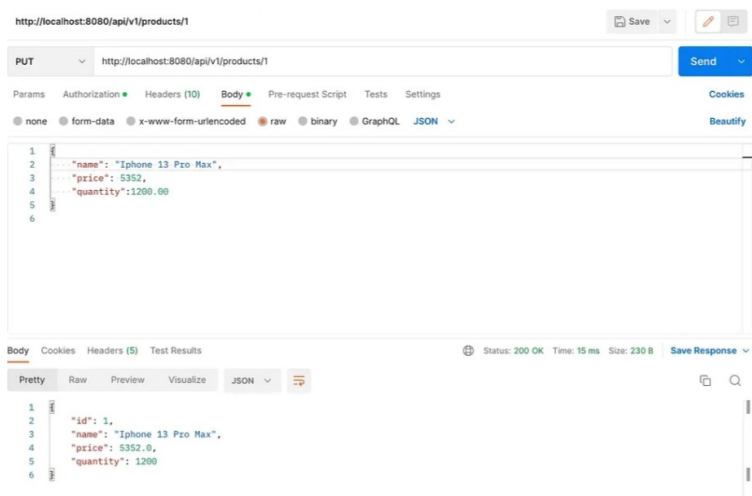 http://localhost:8080/api/v1/products/1 Save
PUT http://localhost:8080/api/v1/products/1 Send
Params Authorization Headers (10) Body Pre-request Script Tests Settings Cookies
none form-data x-www-form-urlencoded raw binary GraphQL JSON Beautify
1 {
2 "name": "Iphone 13 Pro Max",
3 "price": 5352,
4 "quantity":1200.00
5 }
6
Body Cookies Headers (5) Test Results Status: 200 OK Time: 15 ms Size: 230 B Save Response
Pretty Raw Preview Visualize JSON
1 {
2 "id": 1,
3 "name": "Iphone 13 Pro Max",
4 "price": 5352.0,
5 "quantity": 1200
6 }